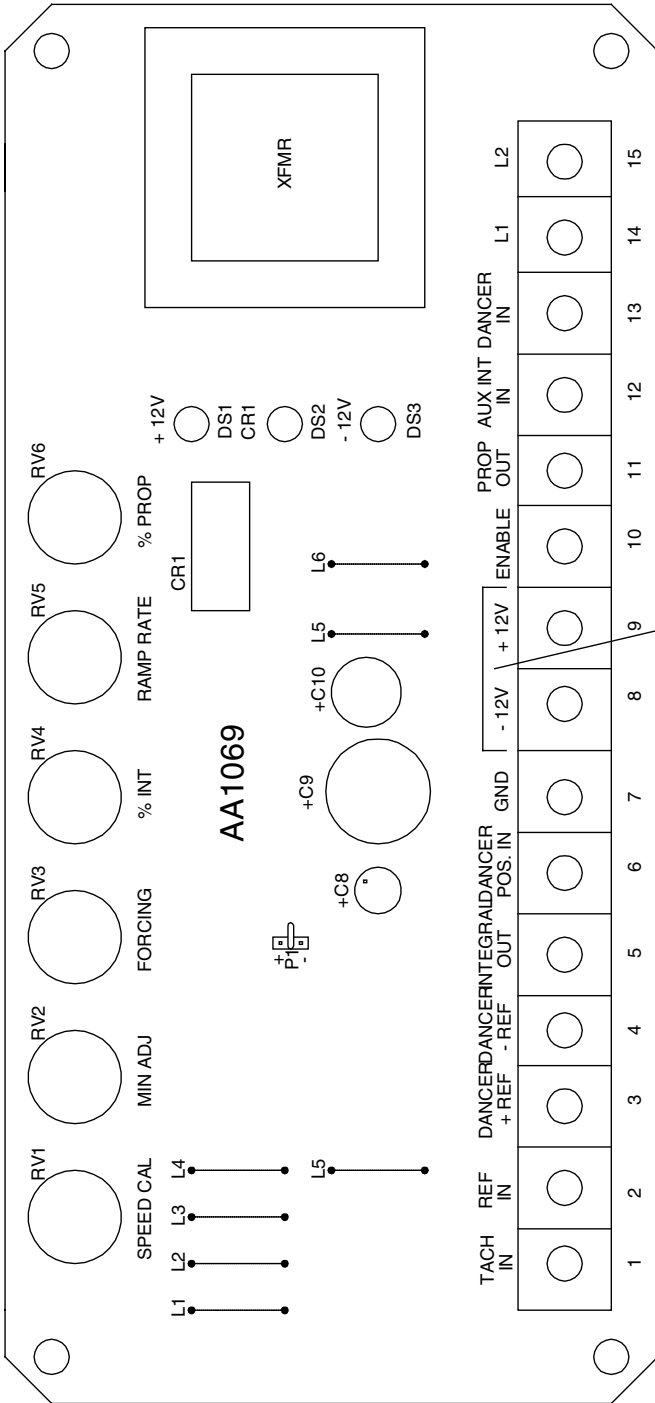 RV1
RV2
RV3
RV4
RV5
RV6
SPEED CAL
MIN ADJ
FORCING
% INT
RAMP RATE
% PROP
XFMR
L1
L2
L3
L4
L5
P1
+
-
AA1069
CR1
+C8
+C9
+C10
L5
L6
+ 12V
DS1
CR1
DS2
- 12V
DS3
TACH
IN
REF
IN
DANCER
+ REF
DANCER
- REF
INTEGRAL
OUT
DANCER
POS. IN
GND
- 12V
+ 12V
ENABLE
PROP
OUT
AUX INT
IN
DANCER
IN
L1
L2
1
2
3
4
5
6
7
8
9
10
11
12
13
14
15